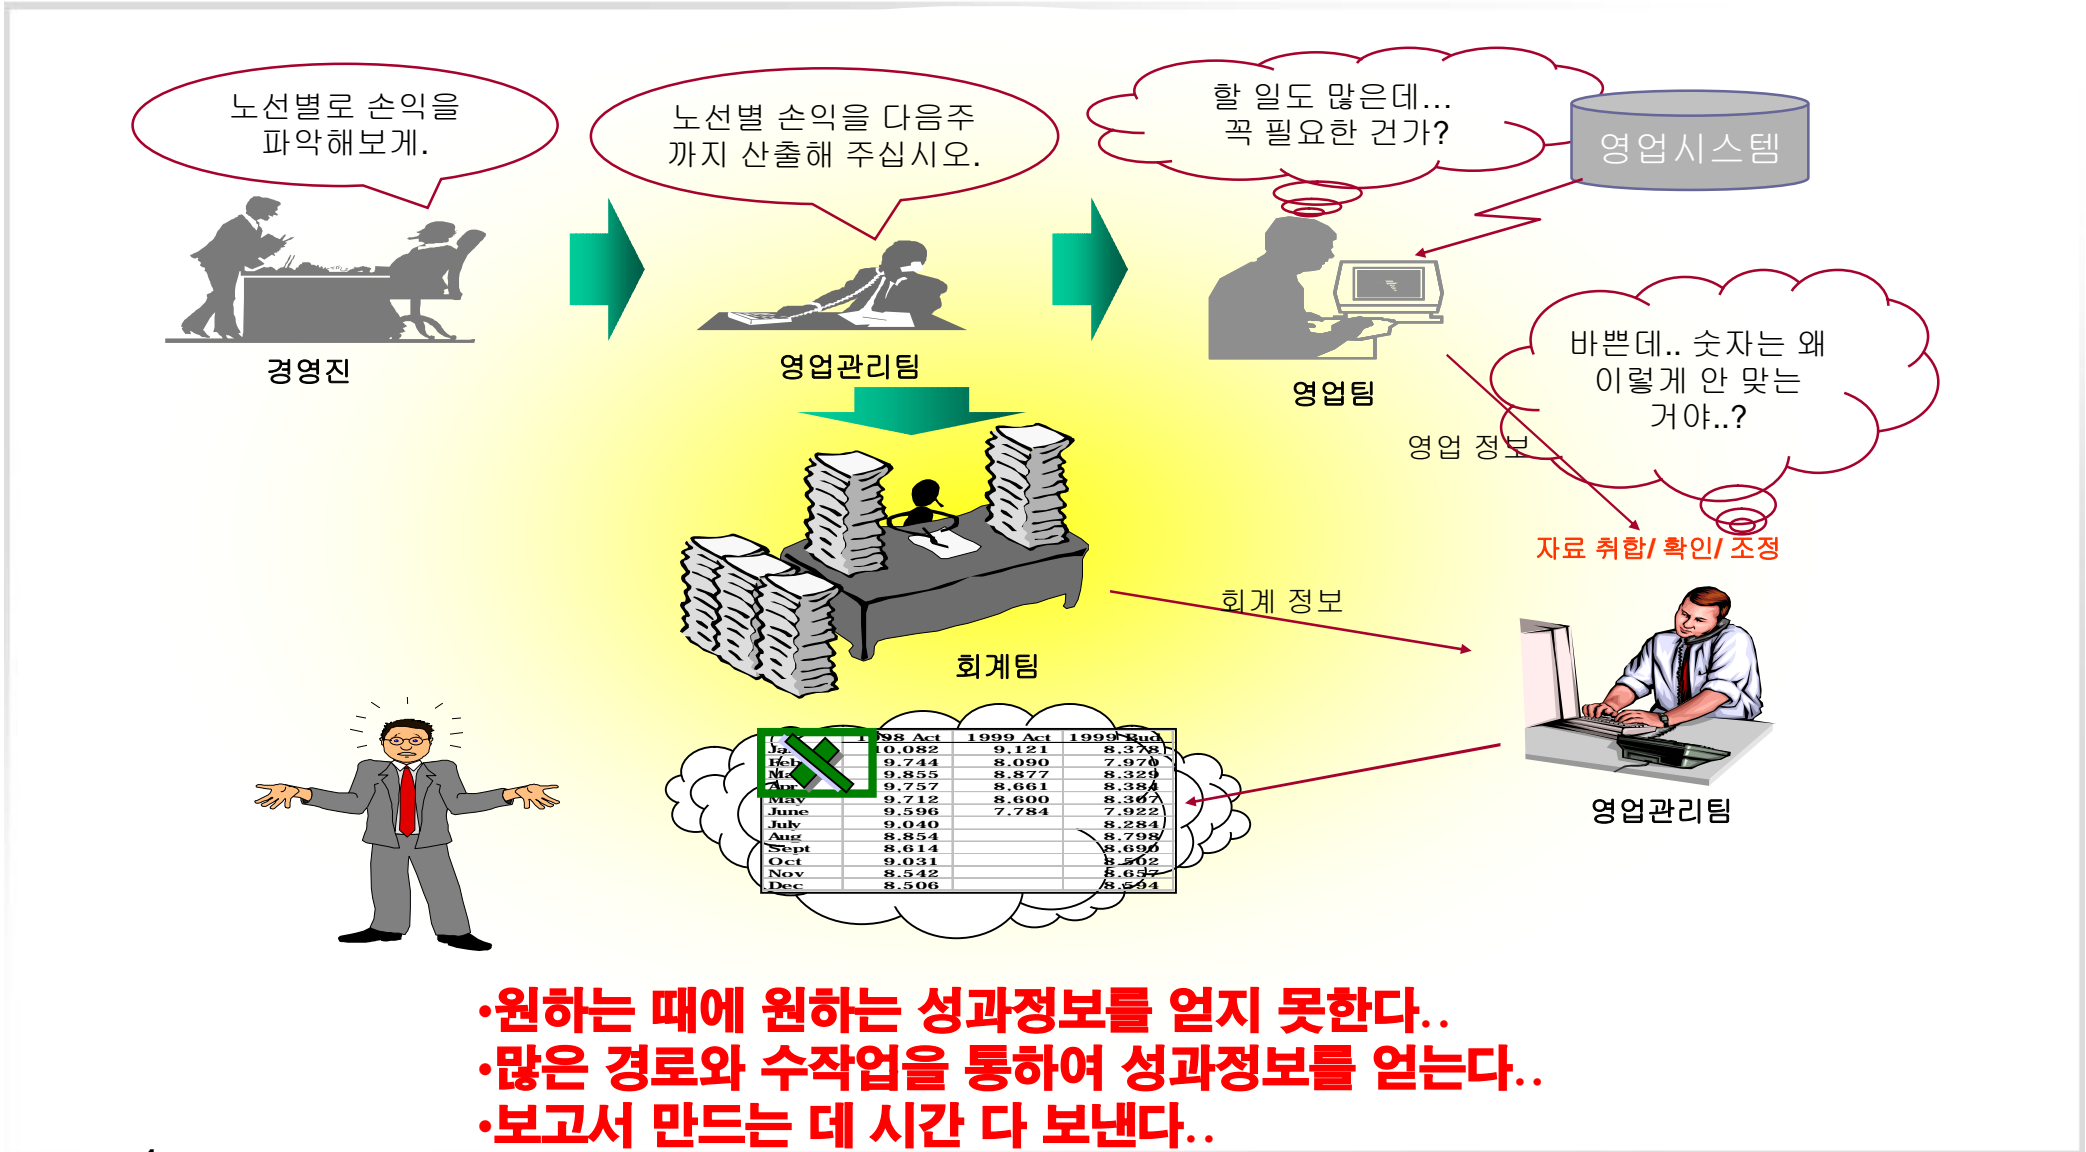 노선별로 손익을
파악해보게.
노선별 손익을 다음주
까지 산출해 주십시오.
할 일도 많은데...
꼭 필요한 건가?
영업시스템
경영진
영업관리팀
영업팀
바쁜데.. 숫자는 왜
이렇게 안 맞는
거야..?
영업 정보
자료 취합/ 확인/ 조정
회계 정보
회계팀
영업관리팀
1998 Act 1999 Act 1999 Bud
10,082 9,121 8,378
Feb 9,744 8,090 7,970
9,855 8,877 8,329
Apr 9,757 8,661 8,384
May 9,712 8,600 8,307
June 9,596 7,784 7,922
July 9,040 8,284
Aug 8,854 8,798
Sept 8,614 8,690
Oct 9,031 8,502
Nov 8,542 8,657
Dec 8,506 8,594
•원하는 때에 원하는 성과정보를 얻지 못한다..
•많은 경로와 수작업을 통하여 성과정보를 얻는다..
•보고서 만드는 데 시간 다 보낸다..